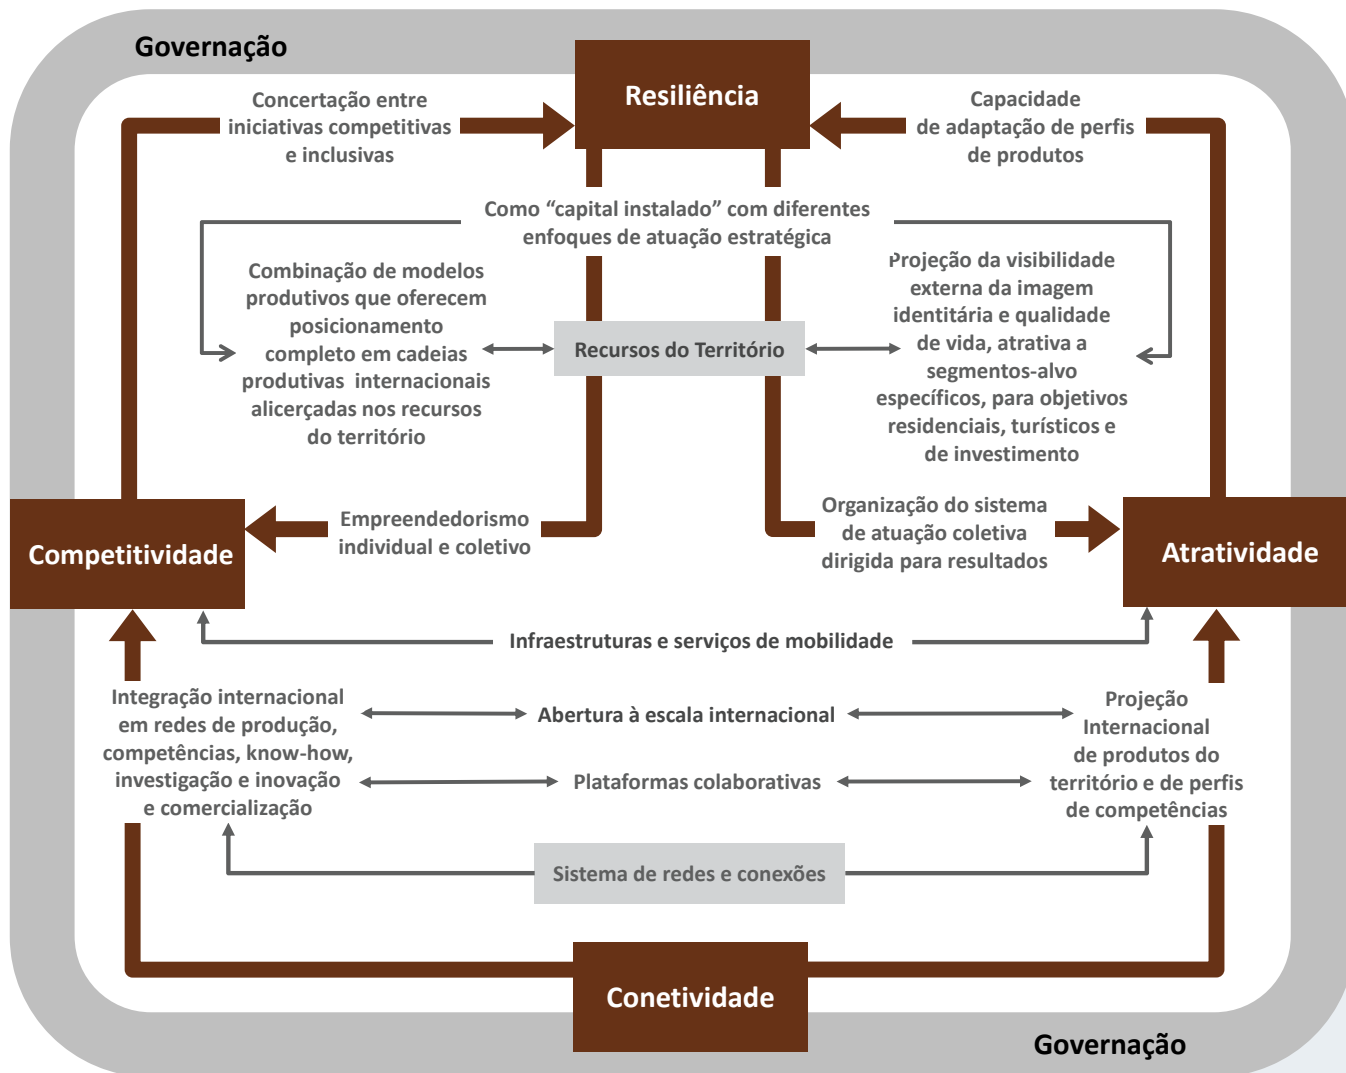 Governação
Resiliência
Concertação entre
iniciativas competitivas
e inclusivas
Capacidade
de adaptação de perfis
de produtos
Como “capital instalado” com diferentes
enfoques de atuação estratégica
Combinação de modelos
produtivos que oferecem
posicionamento
completo em cadeias
produtivas internacionais
alicerçadas nos recursos
do território
Recursos do Território
Projeção da visibilidade
externa da imagem
identitária e qualidade
de vida, atrativa a
segmentos-alvo
específicos, para objetivos
residenciais, turísticos e
de investimento
Competitividade
Empreendedorismo
individual e coletivo
Organização do sistema
de atuação coletiva
dirigida para resultados
Atratividade
Infraestruturas e serviços de mobilidade
Integração internacional
em redes de produção,
competências, know-how,
investigação e inovação
e comercialização
Abertura à escala internacional
Plataformas colaborativas
Projeção
Internacional
de produtos do
território e de perfis
de competências
Sistema de redes e conexões
Conetividade
Governação